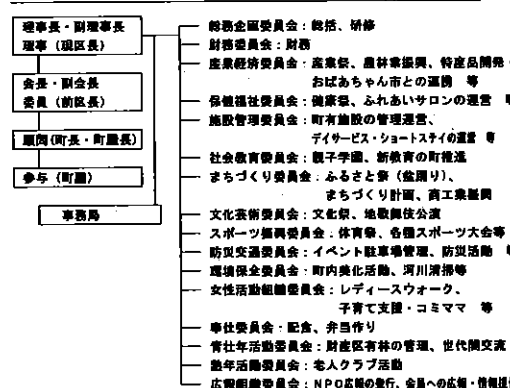 理事長・副理事長
理事(現区長)
会長・副会長
委員(前区長)
顧問(町長・町議長)
参与(町議)
事務局
総務企画委員会:総括、研修
財務委員会:財務
産業経済委員会:産業祭、農林業振興、特産品開発・
おばあちゃん市との連携 等
保健福祉委員会:健康祭、ふれあいサロンの運営
施設管理委員会:町有施設の管理運営、
デイサービス・ショートステイの運営 等
社会教育委員会:親子学園、新教育の町推進
まちづくり委員会:ふるさと祭(盆踊り)、
まちづくり計画、商工業振興
文化芸術委員会:文化祭、地歌舞伎公演
スポーツ振興委員会:体育祭、各種スポーツ大会等
防災交通委員会:イベント駐車場管理、防災活動
環境保全委員会:町内美化活動、河川清掃等
女性活動組織委員会:レディースウォーク、
子育て支援・コミママ 等
奉仕委員会・配食、弁当作り
青壮年活動委員会:財産区有林の管理、世代間交流
熟年活動委員会:老人クラブ活動
広報組織委員会:NPO広報の発行、会員への広報・情報提